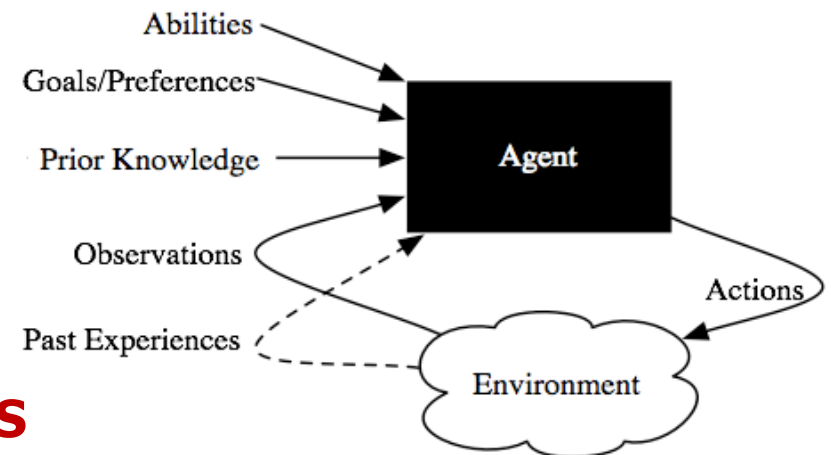 Abilities
Goals/Preferences
Prior Knowledge
Agent
Observations
Actions
Past Experiences
Environment
s